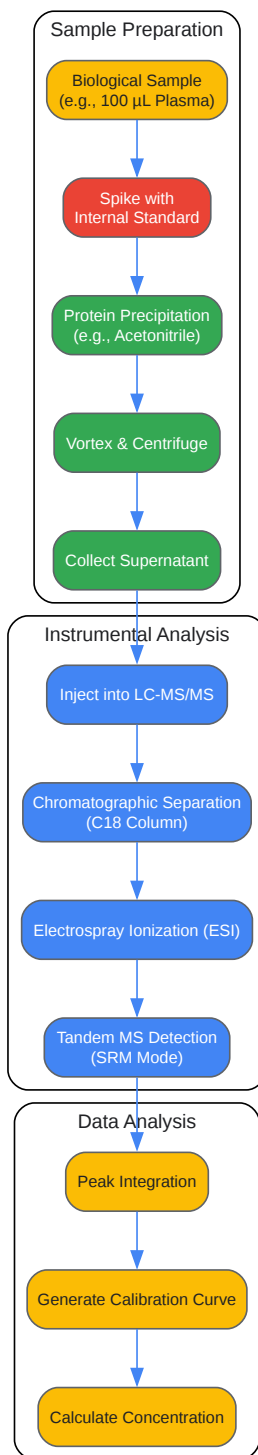 Sample Preparation
Biological Sample
(e.g., 100 µL Plasma)
Spike with
Internal Standard
Protein Precipitation
(e.g., Acetonitrile)
Vortex & Centrifuge
Collect Supernatant
Instrumental Analysis
Inject into LC-MS/MS
Chromatographic Separation
(C18 Column)
Electrospray Ionization (ESI)
Tandem MS Detection
(SRM Mode)
Data Analysis
Peak Integration
Generate Calibration Curve
Calculate Concentration